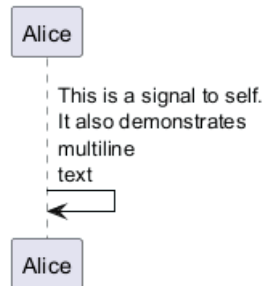 Alice
This is a signal to self.
It also demonstrates
multiline
text
Alice